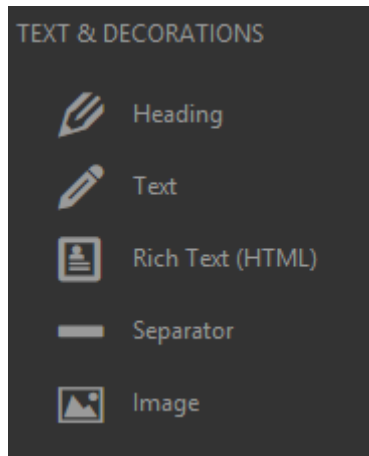 TEXT & DECORATIONS
Heading
Text
Rich Text (HTML)
Separator
Image